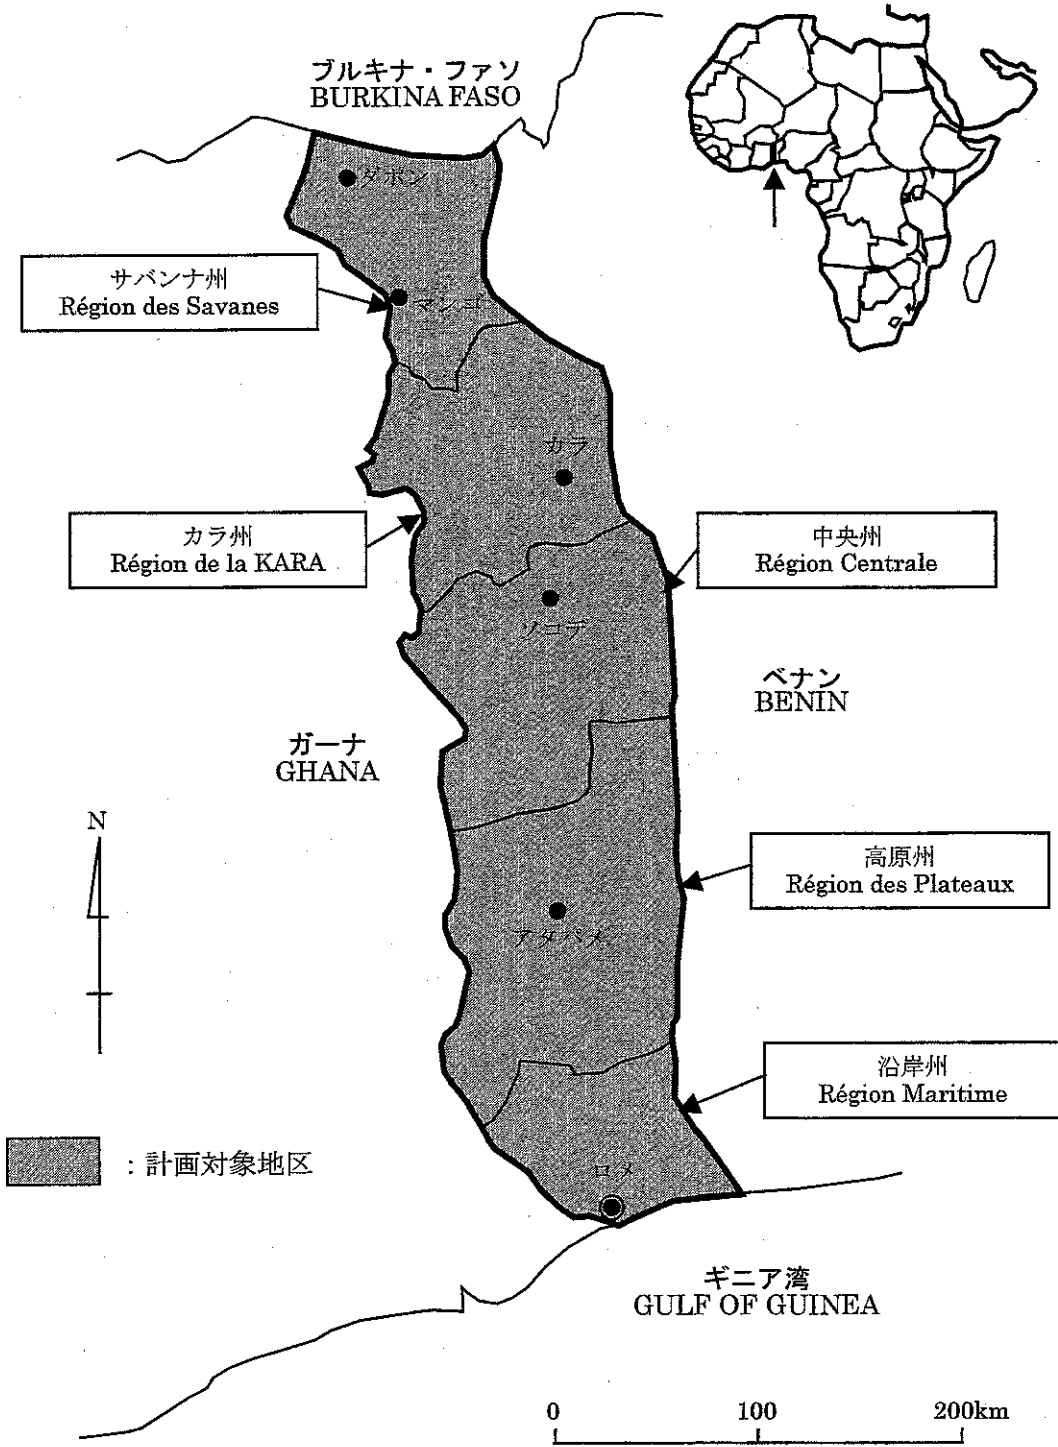 ブルキナ・ファソ
BURKINA FASO
ダポン
サバンナ州
Région des Savanes
マンゴ
カラ
カラ州
Région de la KARA
中央州
Région Centrale
ソコデ
ベナン
BENIN
ガーナ
GHANA
N
高原州
Région des Plateaux
アタパメ
沿岸州
Région Maritime
：計画対象地区
ロメ
ギニア湾
GULF OF GUINEA
0 100 200km